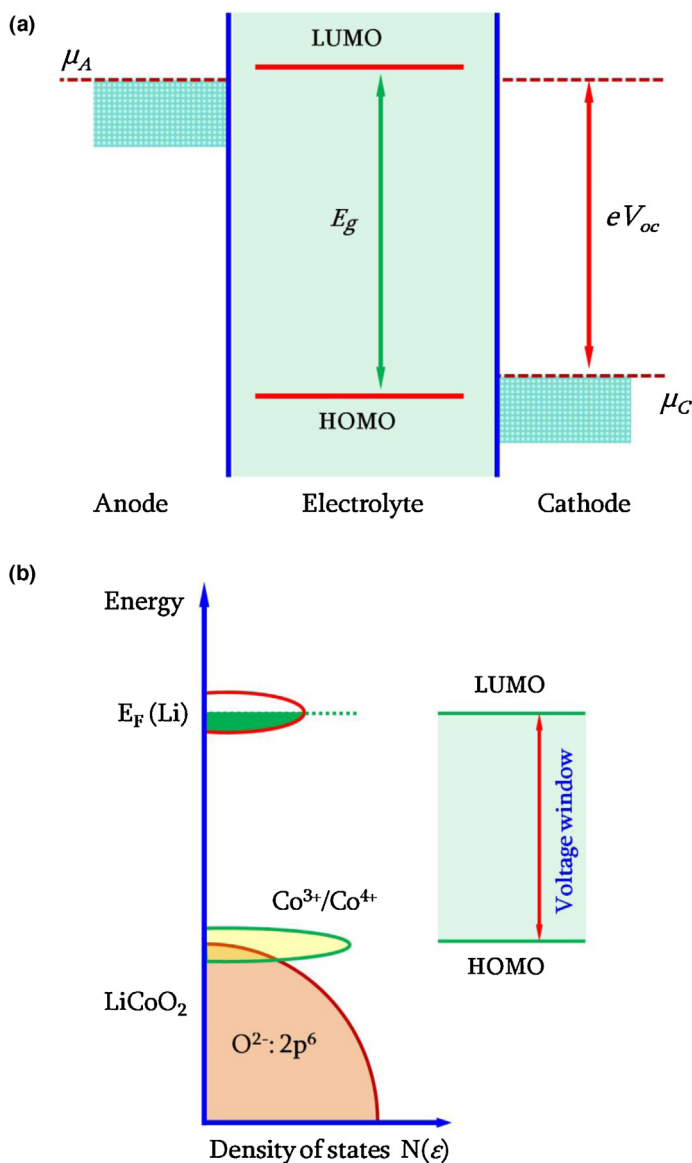 (a)
LUMO
μA
Eg
eVoc
HOMO
μC
Anode
Electrolyte
Cathode
(b)
Energy
LUMO
EF (Li)
Voltage window
Co³⁺/Co⁴⁺
HOMO
LiCoO₂
O²⁻: 2p⁶
Density of states N(ε)